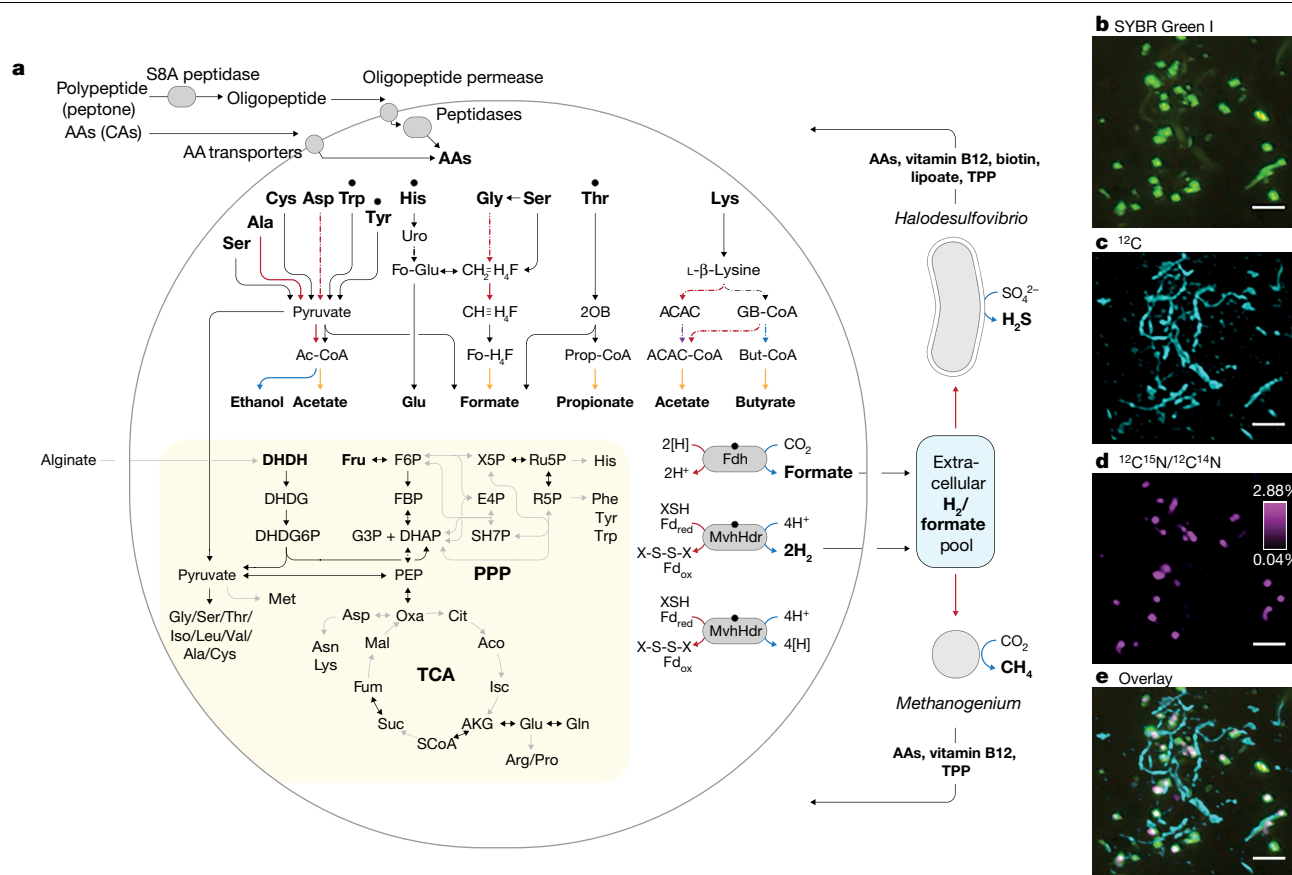 a
S8A peptidase
Polypeptide
(peptone)
Oligopeptide
Oligopeptide permease
Peptidases
AAs (CAs)
AA transporters
AAs
Cys Asp Trp
Tyr
Ala
Ser
His
Gly
Ser
Thr
Lys
Uro
Fo-Glu
CH2=H4F
L-β-Lysine
Pyruvate
CH=H4F
2OB
ACAC
GB-CoA
Ac-CoA
Fo-H4F
Prop-CoA
ACAC-CoA
But-CoA
Ethanol
Acetate
Glu
Formate
Propionate
Acetate
Butyrate
Alginate
DHDH
Fru
F6P
X5P
Ru5P
His
DHDG
FBP
E4P
R5P
Phe
Tyr
Trp
DHDG6P
G3P + DHAP
SH7P
Pyruvate
PEP
PPP
Met
Gly/Ser/Thr/
Iso/Leu/Val/
Ala/Cys
Asp
Oxa
Cit
Asn
Lys
Mal
Aco
TCA
Fum
Isc
Suc
AKG
Glu
Gln
SCoA
Arg/Pro
2[H]
2H+
Fdh
CO2
Formate
XSH
Fdred
MvhHdr
4H+
X-S-S-X
Fdox
2H2
XSH
Fdred
MvhHdr
4H+
X-S-S-X
Fdox
4[H]
AAs, vitamin B12, biotin,
lipoate, TPP
Halodesulfovibrio
SO4 2−
H2S
Extra-
cellular
H2/
formate
pool
CO2
CH4
Methanogenium
AAs, vitamin B12,
TPP
b SYBR Green I
c 12C
d 12C15N/12C14N
2.88%
0.04%
e Overlay